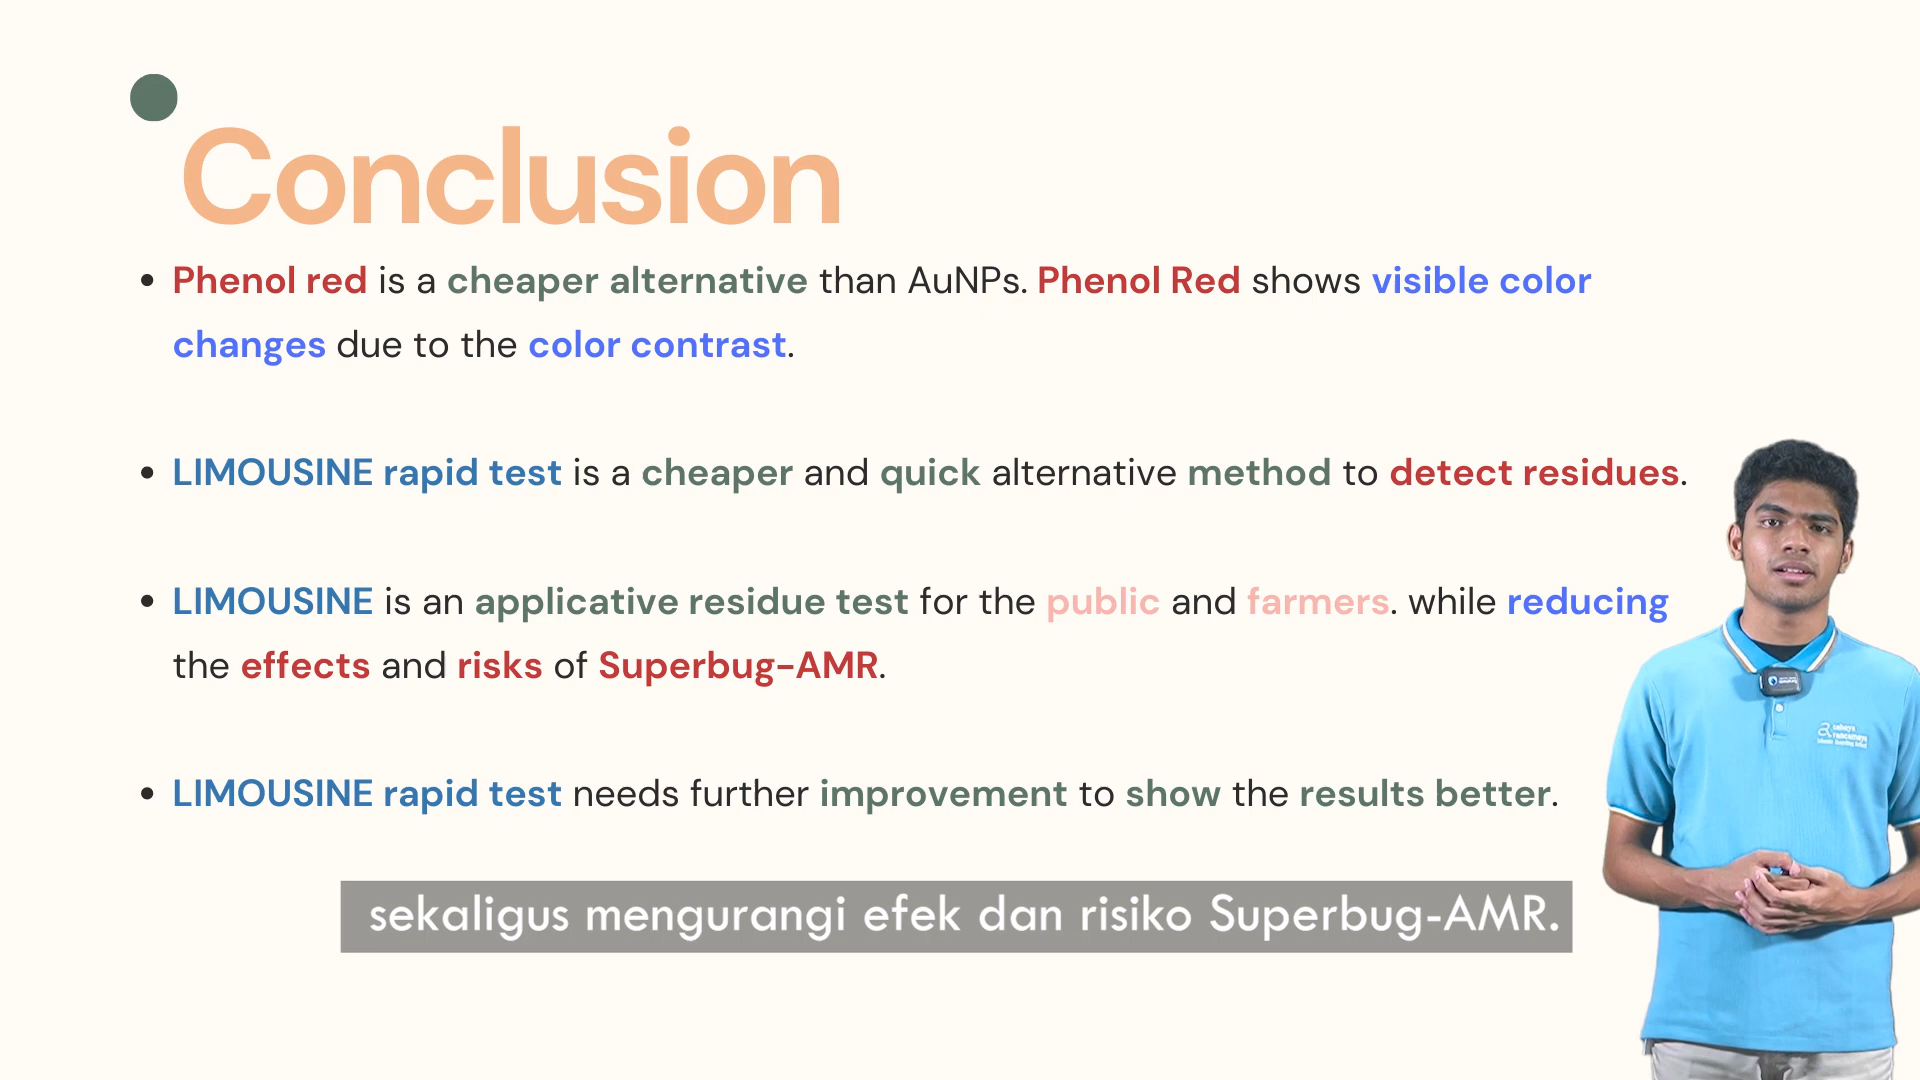 Conclusion
• Phenol red is a cheaper alternative than AuNPs. Phenol Red shows visible color
changes due to the color contrast.
• LIMOUSINE rapid test is a cheaper and quick alternative method to detect residues.
• LIMOUSINE is an applicative residue test for the public and farmers. while reducing
the effects and risks of Superbug-AMR.
• LIMOUSINE rapid test needs further improvement to show the results better.
sekaligus mengurangi efek dan risiko Superbug-AMR.